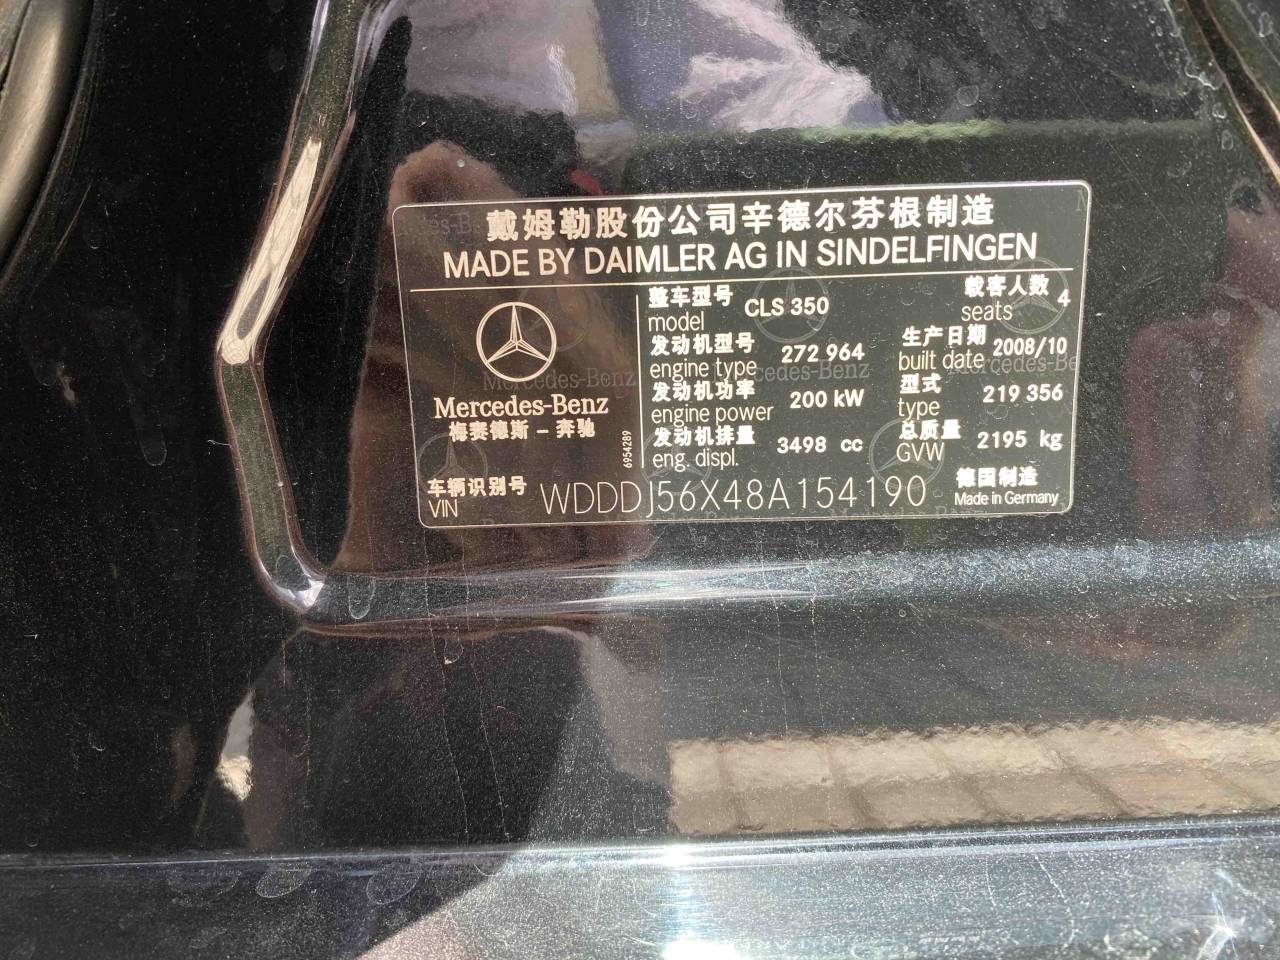 戴姆勒股份公司辛德尔芬根制造
MADE BY DAIMLER AG IN SINDELFINGEN
Mercedes-Benz
梅赛德斯－奔驰
6954289
整车型号 CLS 350
model
载客人数 4
seats
发动机型号 272 964
engine type
生产日期 2008/10
built date
发动机功率 200 kW
engine power
型式 219 356
type
发动机排量 3498 cc
eng. displ.
总质量 2195 kg
GVW
车辆识别号 WDDDJ56X48A154190
VIN
德国制造
Made in Germany